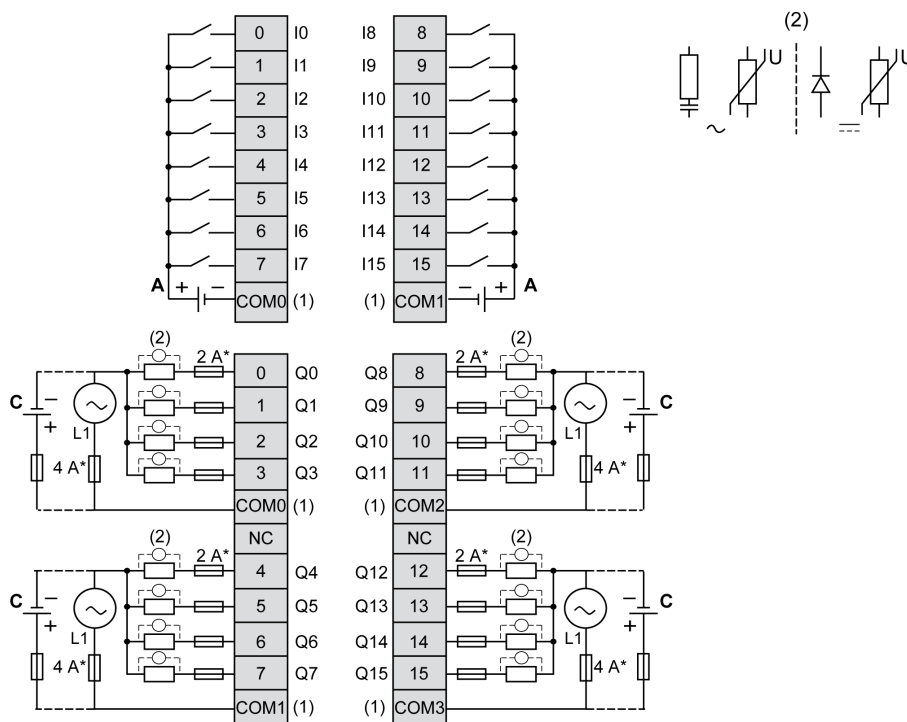 (2)
0 I0 I8 8
1 I1 I9 9
2 I2 I10 10
3 I3 I11 11
4 I4 I12 12
5 I5 I13 13
6 I6 I14 14
7 I7 I15 15
A + − COM0 (1) (1) COM1 − + A
U U
(2) 2 A* 0 Q0 Q8 8 2 A* (2)
C − + L1 4 A* 1 Q1 Q9 9 L1 4 A* − + C
2 Q2 Q10 10
3 Q3 Q11 11
COM0 (1) (1) COM2
NC NC
(2) 2 A* 4 Q4 Q12 12 2 A* (2)
C − + L1 4 A* 5 Q5 Q13 13 L1 4 A* − + C
6 Q6 Q14 14
7 Q7 Q15 15
COM1 (1) (1) COM3